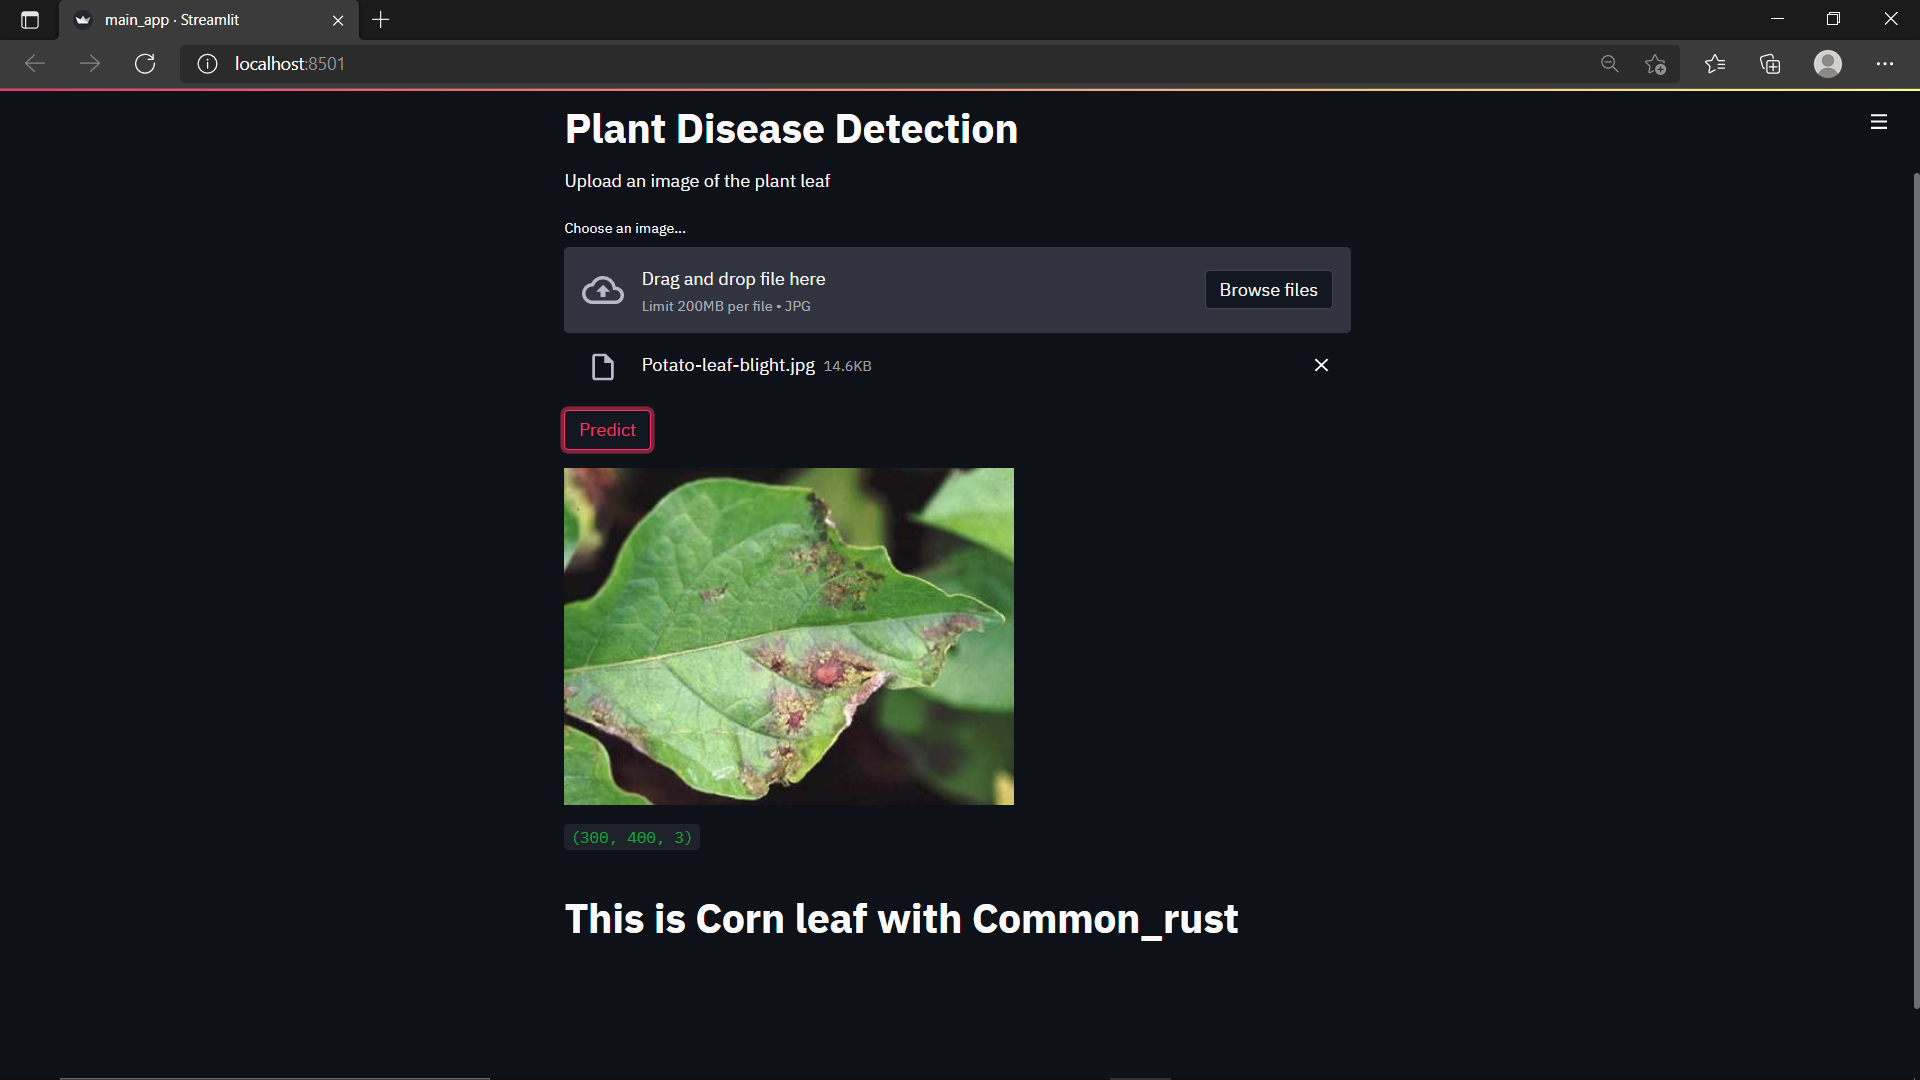 main_app · Streamlit
localhost:8501
Plant Disease Detection
Upload an image of the plant leaf
Choose an image...
Drag and drop file here
Limit 200MB per file • JPG
Browse files
Potato-leaf-blight.jpg 14.6KB
Predict
(300, 400, 3)
This is Corn leaf with Common_rust